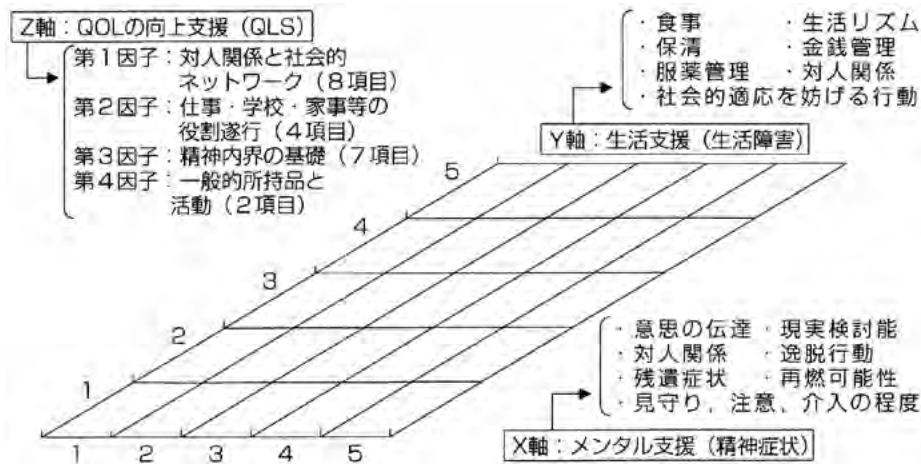 Z軸：QOLの向上支援（QLS）
第1因子：対人関係と社会的
ネットワーク（8項目）
第2因子：仕事・学校・家事等の
役割遂行（4項目）
第3因子：精神内界の基礎（7項目）
第4因子：一般的所持品と
活動（2項目）
・食事　・生活リズム
・保清　・金銭管理
・服薬管理　・対人関係
・社会的適応を妨げる行動
Y軸：生活支援（生活障害）
5
4
3
2
1
1 2 3 4 5
・意思の伝達・現実検討能
・対人関係　・逸脱行動
・残遺症状　・再燃可能性
・見守り，注意、介入の程度
X軸：メンタル支援（精神症状）